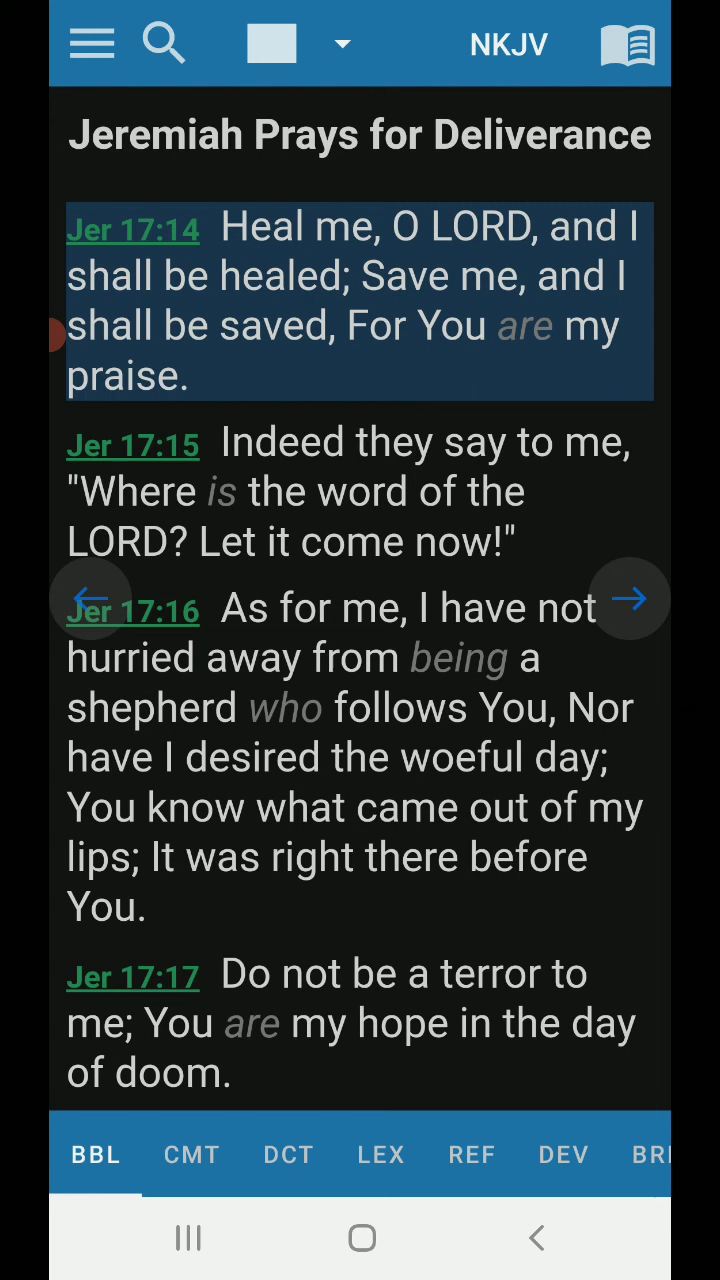 NKJV
Jeremiah Prays for Deliverance
Jer 17:14 Heal me, O LORD, and I
shall be healed; Save me, and I
shall be saved, For You are my
praise.
Jer 17:15 Indeed they say to me,
"Where is the word of the
LORD? Let it come now!"
Jer 17:16 As for me, I have not
hurried away from being a
shepherd who follows You, Nor
have I desired the woeful day;
You know what came out of my
lips; It was right there before
You.
Jer 17:17 Do not be a terror to
me; You are my hope in the day
of doom.
BBL CMT DCT LEX REF DEV